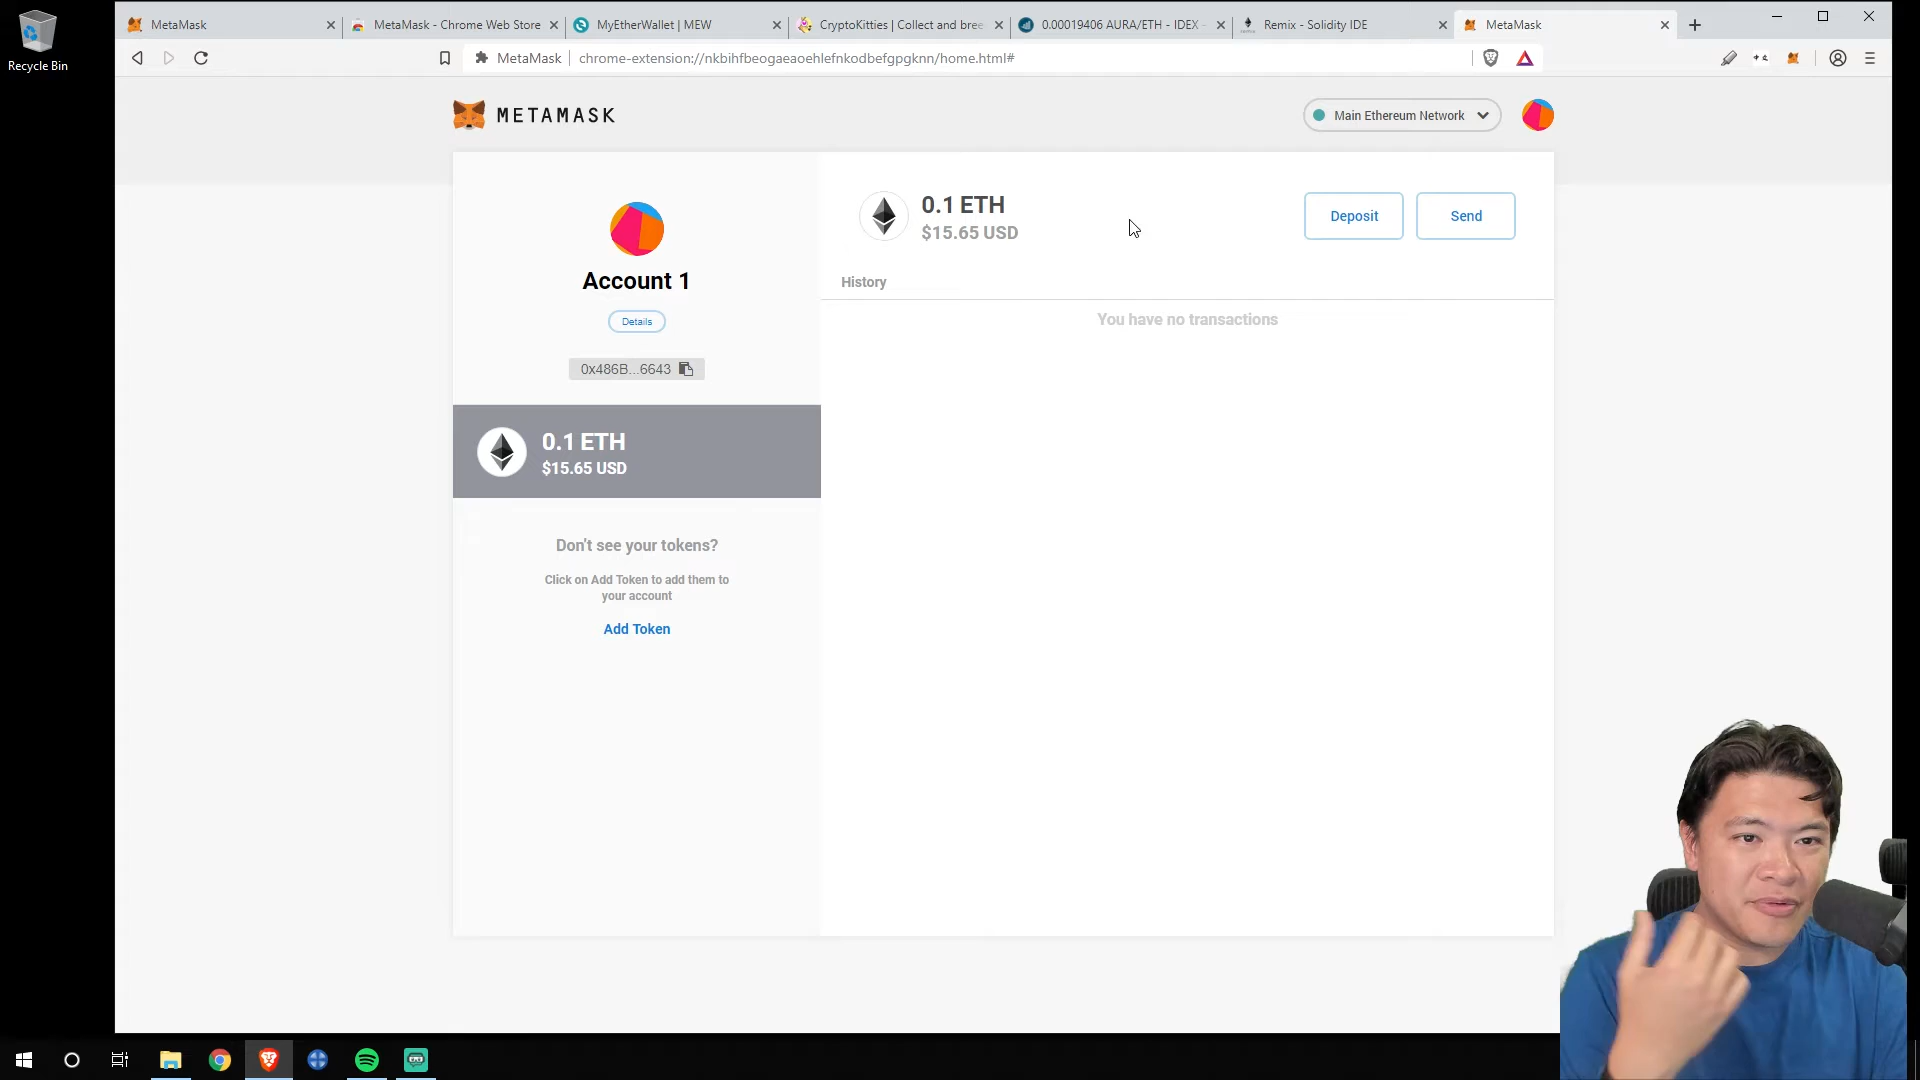 Recycle Bin
MetaMask
MetaMask - Chrome Web Store
MyEtherWallet | MEW
CryptoKitties | Collect and bree
0.00019406 AURA/ETH - IDEX -
Remix - Solidity IDE
MetaMask
MetaMask
chrome-extension://nkbihfbeogaeaoehlefnkodbefgpgknn/home.html#
METAMASK
Main Ethereum Network
Account 1
Details
0x486B...6643
0.1 ETH
$15.65 USD
Don't see your tokens?
Click on Add Token to add them to
your account
Add Token
0.1 ETH
$15.65 USD
Deposit
Send
History
You have no transactions